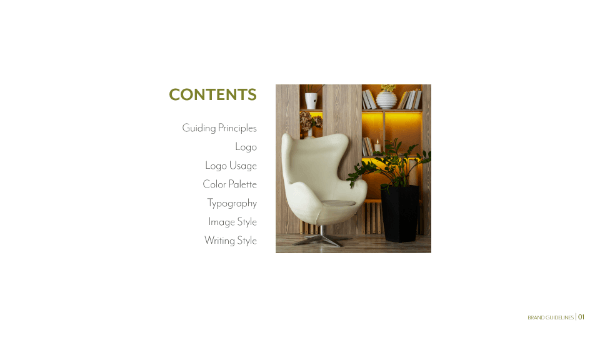 CONTENTS
Guiding Principles
Logo
Logo Usage
Color Palette
Typography
Image Style
Writing Style
BRAND GUIDELINES | 01